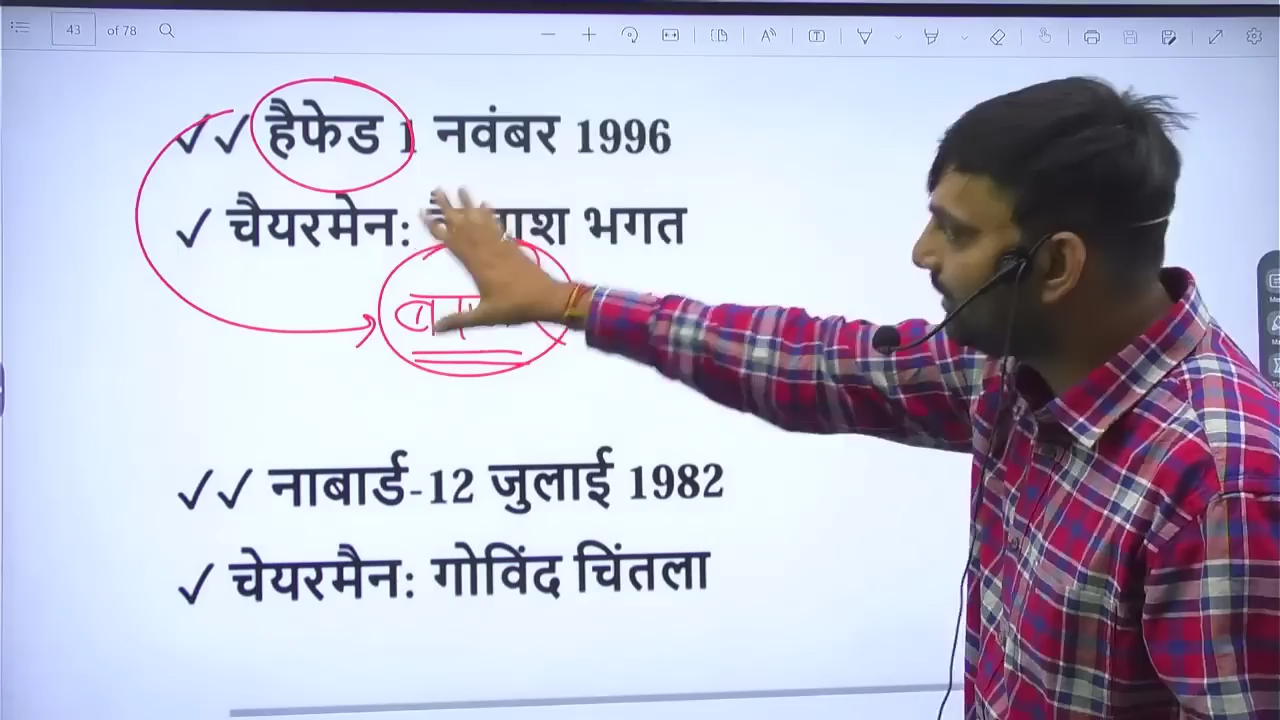 43 of 78
✓✓ हैफेड 1 नवंबर 1996
✓ चैयरमेन: भगत
✓✓ नाबार्ड-12 जुलाई 1982
✓ चेयरमैन: गोविंद चिंतला